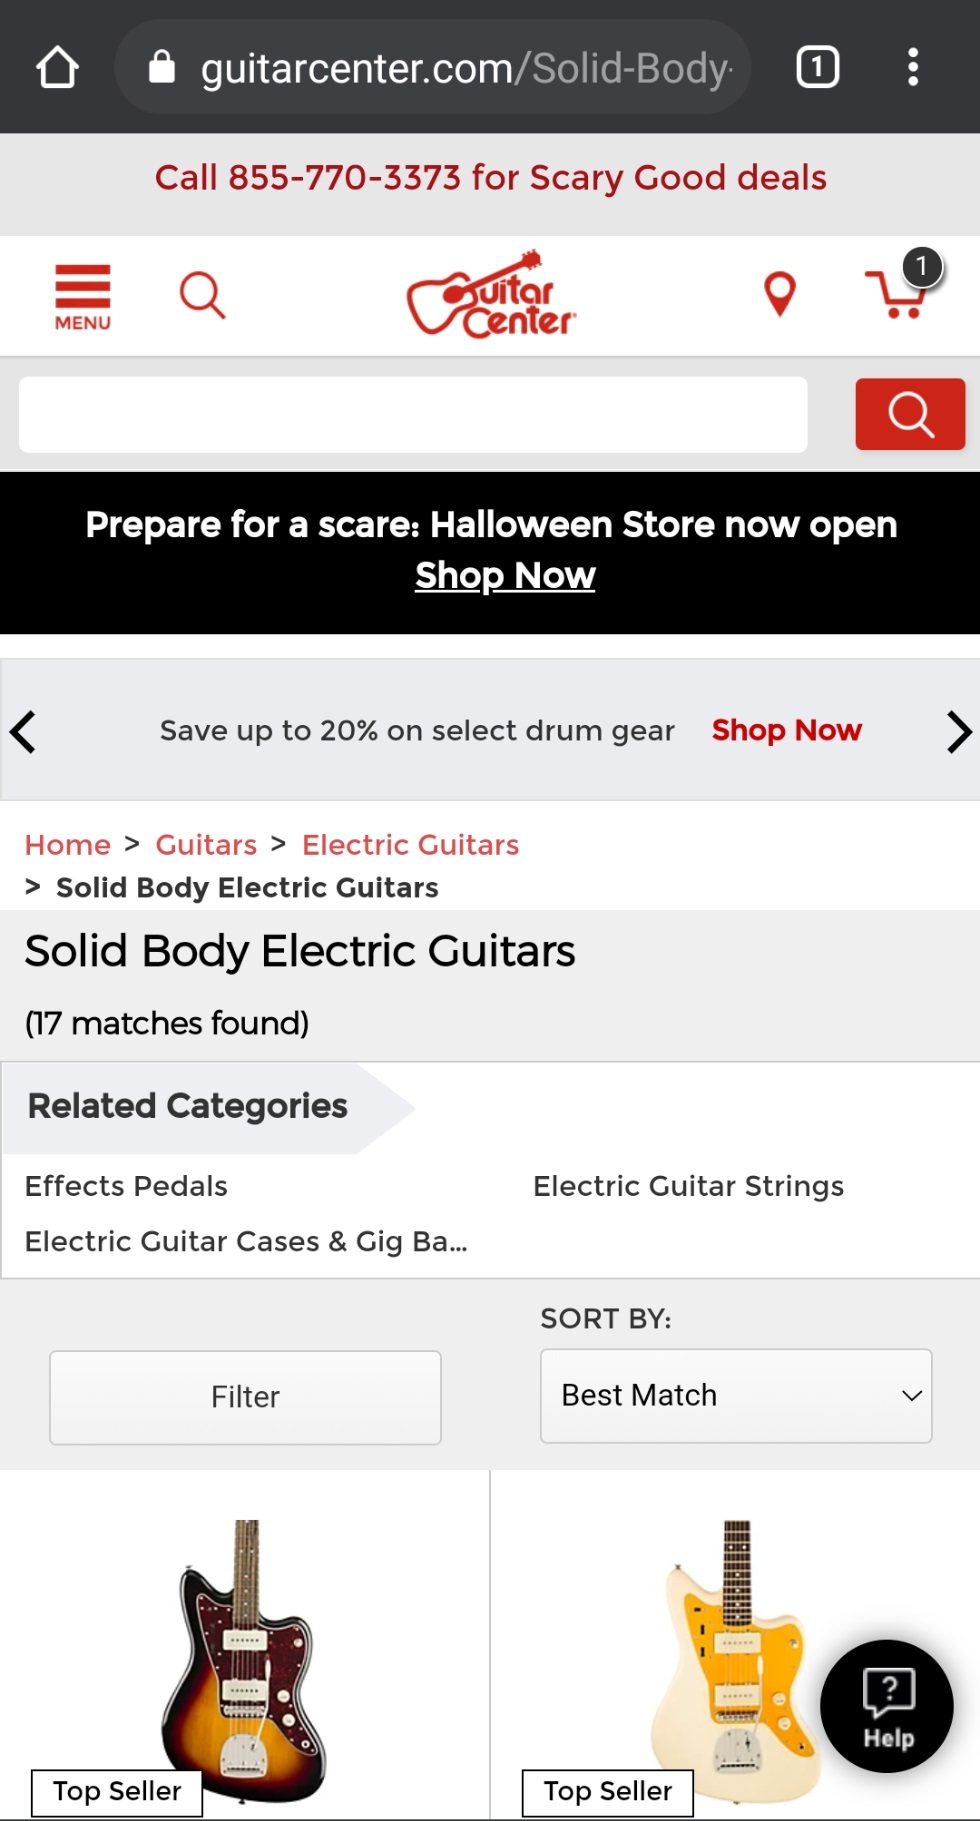 guitarcenter.com/Solid-Body-
1
Call 855-770-3373 for Scary Good deals
MENU
Guitar
Center
1
Prepare for a scare: Halloween Store now open
Shop Now
Save up to 20% on select drum gear Shop Now
Home > Guitars > Electric Guitars
> Solid Body Electric Guitars
Solid Body Electric Guitars
(17 matches found)
Related Categories
Effects Pedals Electric Guitar Strings
Electric Guitar Cases & Gig Ba...
SORT BY:
Filter Best Match
? Help
Top Seller Top Seller